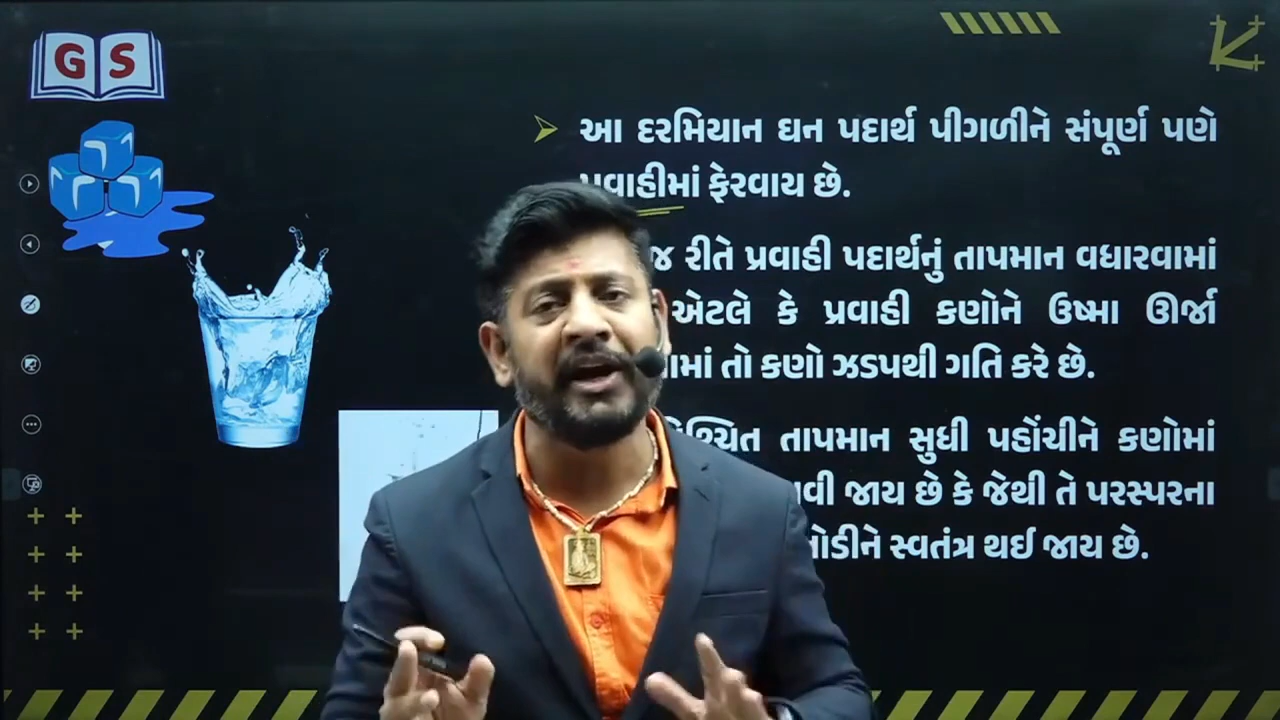 GS
આ દરમિયાન ઘન પદાર્થ પીગળીને સંપૂર્ણ પણે
ફેરવાય છે.
જ રીતે પ્રવાહી પદાર્થનું તાપમાન વધારવામાં
એટલે કે પ્રવાહી કણોને ઉષ્મા ઊર્જા
તો કણો ઝડપથી ગતિ કરે છે.
તાપમાન સુધી પહોંચીને કણોમાં
જાય છે કે જેથી તે પરસ્પરના
સ્વતંત્ર થઈ જાય છે.